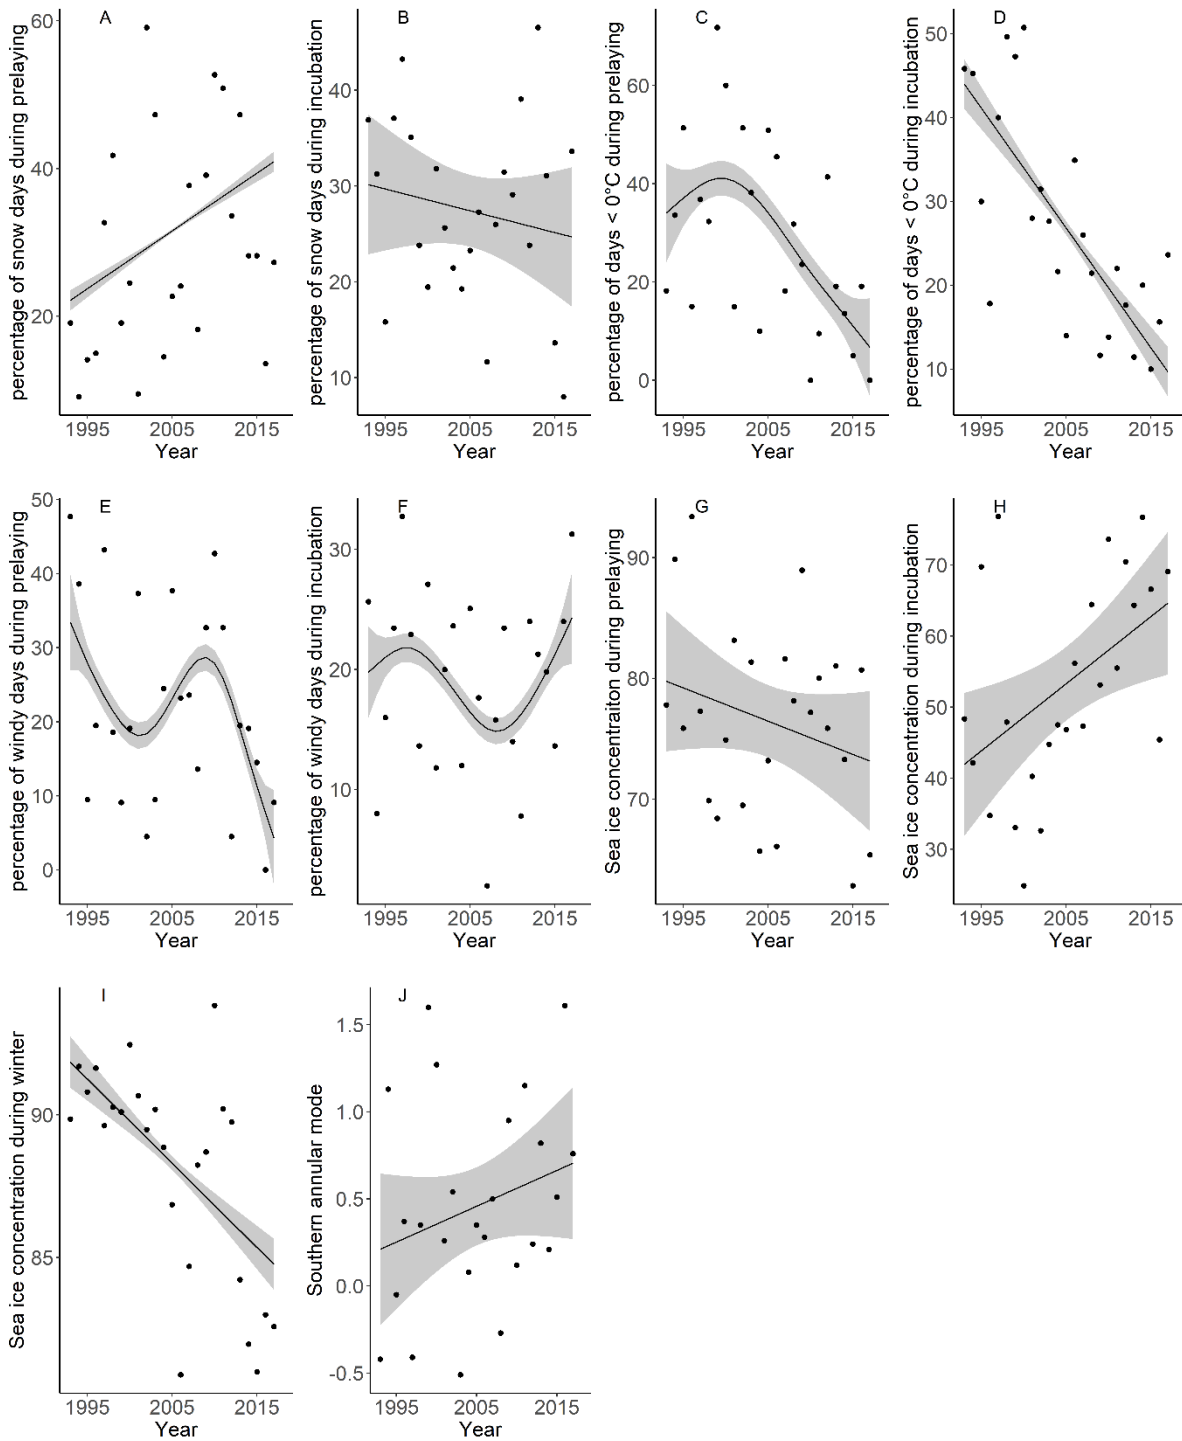 A
percentage of snow days during prelaying
60
40
20
1995 2005 2015
Year
B
percentage of snow days during incubation
40
30
20
10
1995 2005 2015
Year
C
percentage of days < 0°C during prelaying
60
40
20
0
1995 2005 2015
Year
D
percentage of days < 0°C during incubation
50
40
30
20
10
1995 2005 2015
Year
E
percentage of windy days during prelaying
50
40
30
20
10
0
1995 2005 2015
Year
F
percentage of windy days during incubation
30
20
10
1995 2005 2015
Year
G
Sea ice concentraiton during prelaying
90
80
70
1995 2005 2015
Year
H
Sea ice concentration during incubation
70
60
50
40
30
1995 2005 2015
Year
I
Sea ice concentration during winter
90
85
1995 2005 2015
Year
J
Southern annular mode
1.5
1.0
0.5
0.0
-0.5
1995 2005 2015
Year